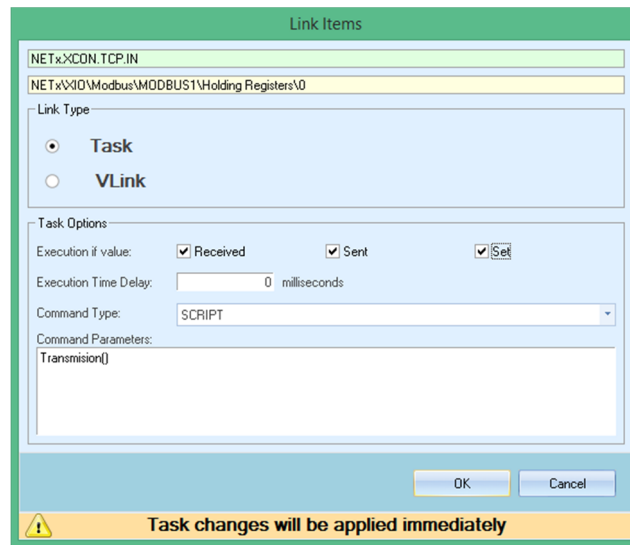 Link Items
NETx.XCON.TCP.IN
NETx\XIO\Modbus\MODBUS1\Holding Registers\0
Link Type
Task
VLink
Task Options
Execution if value: Received Sent Set
Execution Time Delay: 0 milliseconds
Command Type: SCRIPT
Command Parameters:
Transmision()
OK Cancel
Task changes will be applied immediately